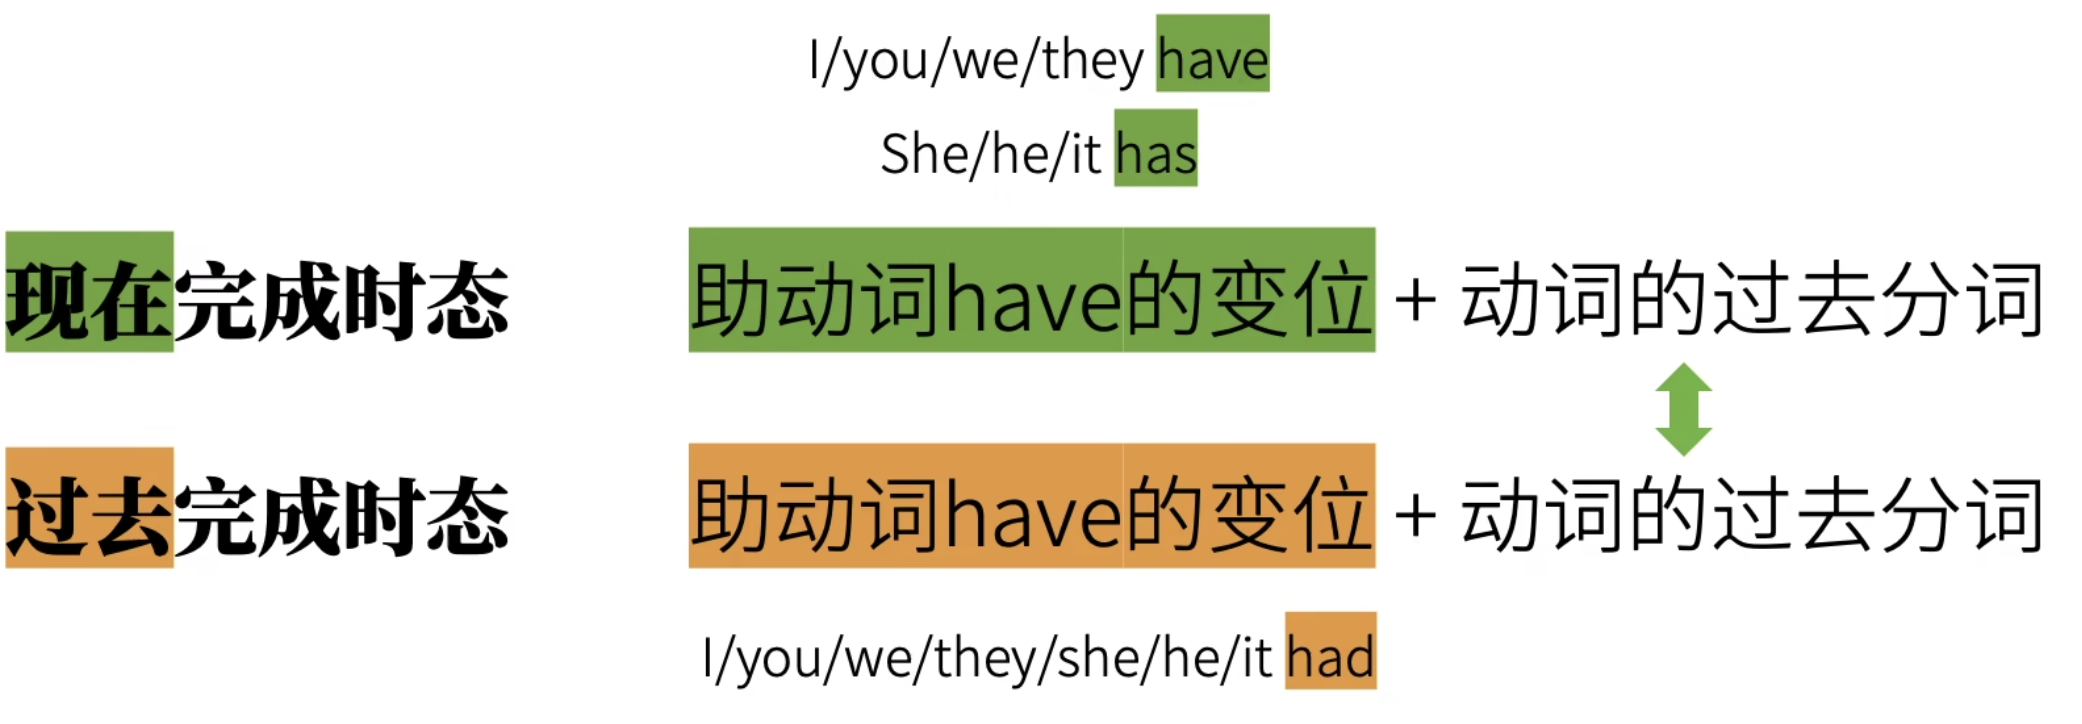 I/you/we/they have
She/he/it has
现在完成时态 助动词have的变位 + 动词的过去分词
过去完成时态 助动词have的变位 + 动词的过去分词
I/you/we/they/she/he/it had